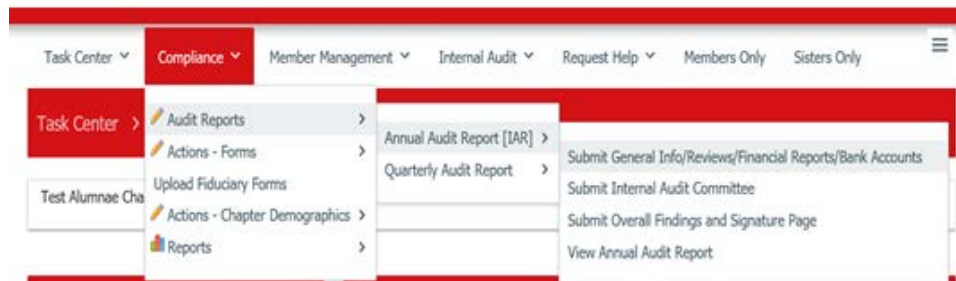 Task Center Compliance Member Management Internal Audit Request Help Members Only Sisters Only
Task Center
Audit Reports
Actions - Forms
Upload Fiduciary Forms
Actions - Chapter Demographics
Reports
Annual Audit Report [IAR]
Quarterly Audit Report
Submit General Info/Reviews/Financial Reports/Bank Accounts
Submit Internal Audit Committee
Submit Overall Findings and Signature Page
View Annual Audit Report
Test Alumnae Cha